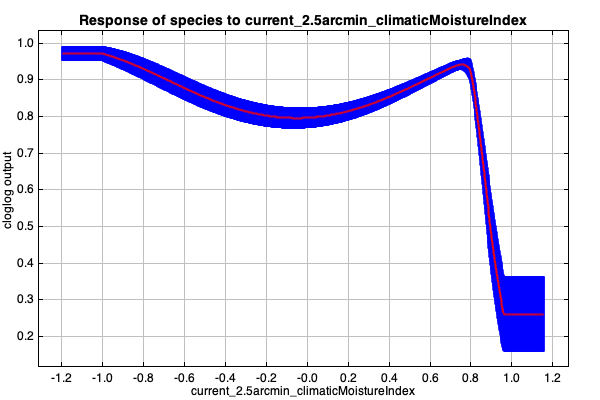 Response of species to current_2.5arcmin_climaticMoistureIndex
cloglog output
1.0
0.9
0.8
0.7
0.6
0.5
0.4
0.3
0.2
-1.2 -1.0 -0.8 -0.6 -0.4 -0.2 -0.0 0.2 0.4 0.6 0.8 1.0 1.2
current_2.5arcmin_climaticMoistureIndex